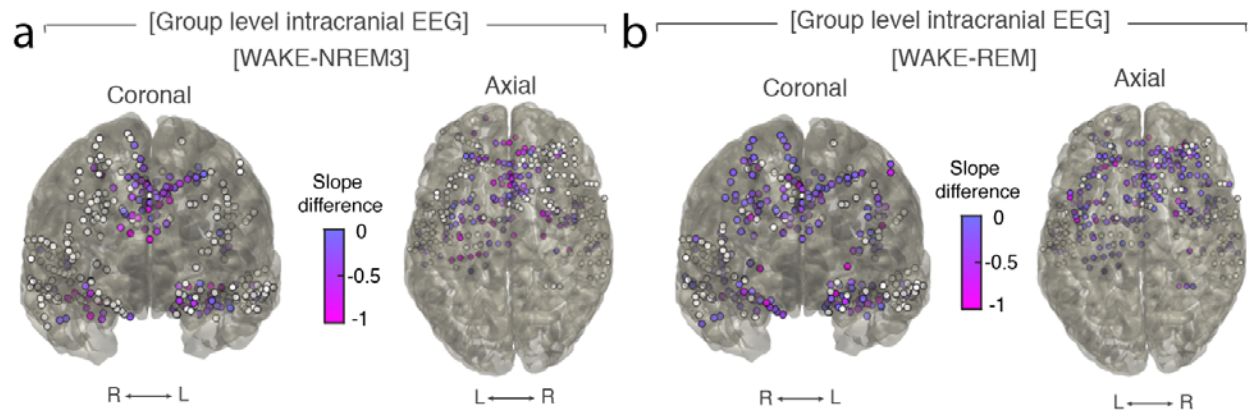 a
[Group level intracranial EEG]
[WAKE-NREM3]
Coronal
Axial
Slope
difference
0
-0.5
-1
R L
L R
b
[Group level intracranial EEG]
[WAKE-REM]
Coronal
Axial
Slope
difference
0
-0.5
-1
R L
L R